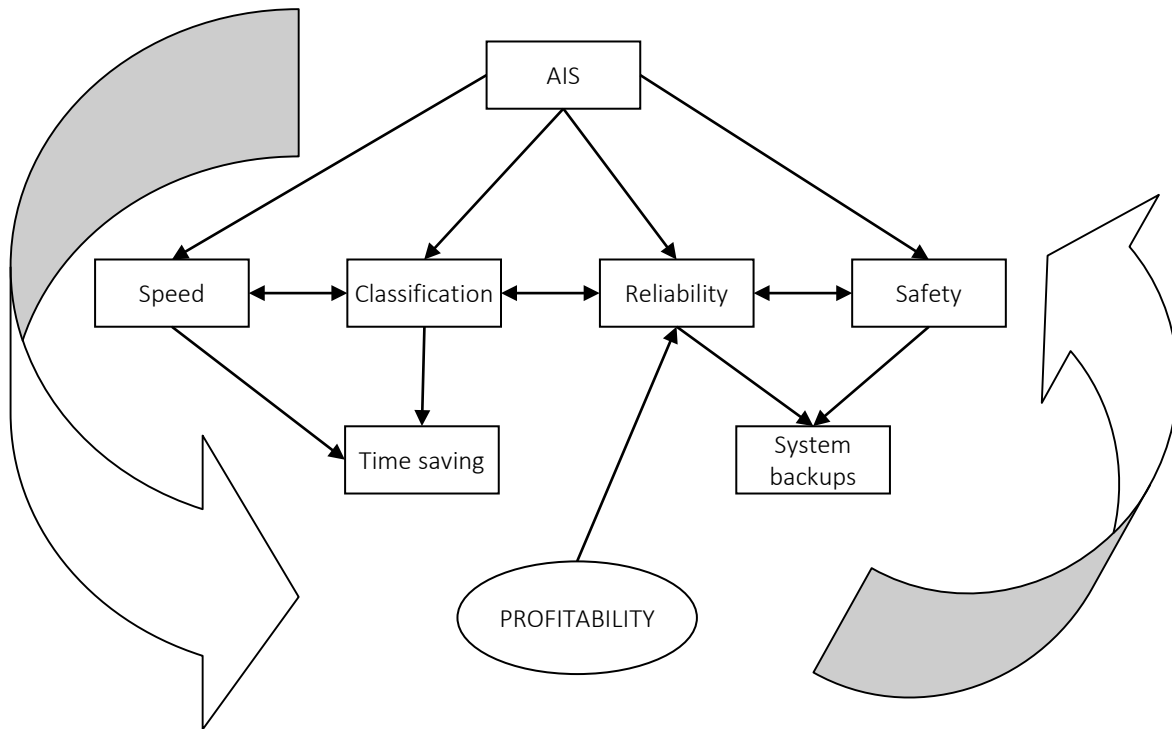 AIS
Speed
Classification
Reliability
Safety
Time saving
System
backups
PROFITABILITY